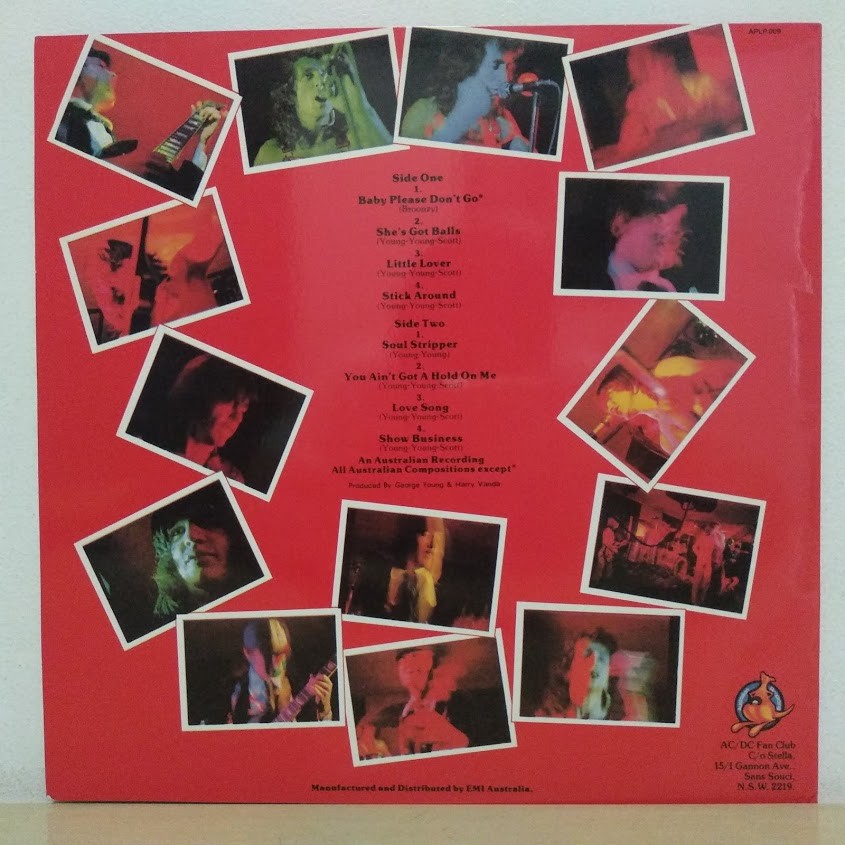 APLP.009
Side One
1.
Baby Please Don't Go*
(Broonzy)
2.
She's Got Balls
(Young-Young-Scott)
3.
Little Lover
(Young-Young-Scott)
4.
Stick Around
(Young-Young-Scott)
Side Two
1.
Soul Stripper
(Young-Young)
2.
You Ain't Got A Hold On Me
(Young-Young-Scott)
3.
Love Song
(Young-Young-Scott)
4.
Show Business
(Young-Young-Scott)
An Australian Recording
All Australian Compositions except*
Produced By George Young & Harry Vanda
AC/DC Fan Club
C/o Stella,
15/1 Gannon Ave.,
Sans Souci,
N.S.W. 2219.
Manufactured and Distributed by EMI Australia.